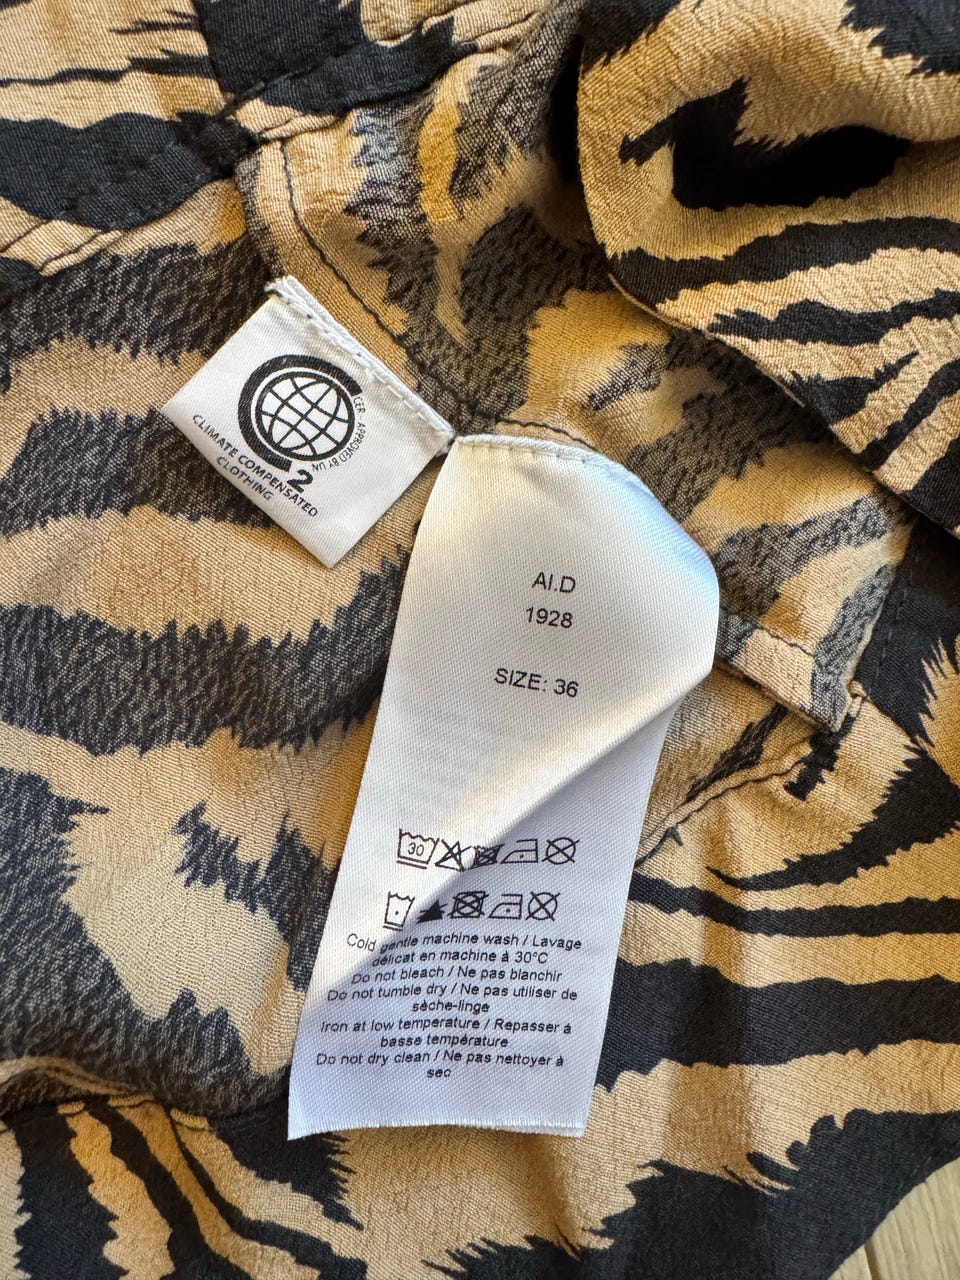 CER APPROVED BY UN
2
CLIMATE COMPENSATED
CLOTHING
AI.D
1928
SIZE: 36
30
Cold gentle machine wash / Lavage
délicat en machine à 30°C
Do not bleach / Ne pas blanchir
Do not tumble dry / Ne pas utiliser de
sèche-linge
Iron at low temperature / Repasser à
basse température
Do not dry clean / Ne pas nettoyer à
sec